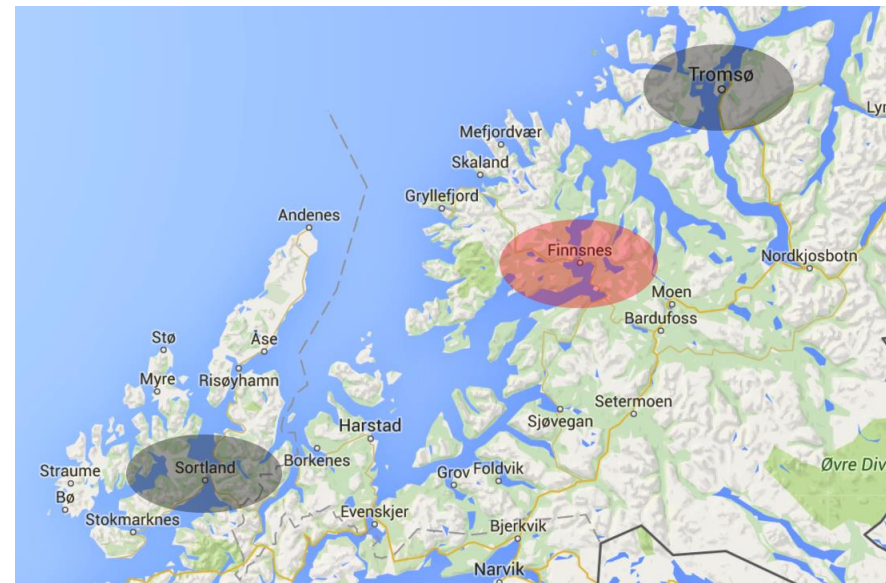 Tromsø
Lyr
Mefjordvær
Skaland
Gryllefjord
Andenes
Finnsnes
Nordkjosbotn
Moen
Bardufoss
Stø
Åse
Myre
Risøyhamn
Setermoen
Sjøvegan
Harstad
Borkenes
Straume
Sortland
Grov
Foldvik
Øvre Div
Bø
Stokmarknes
Evenskjer
Bjerkvik
Narvik